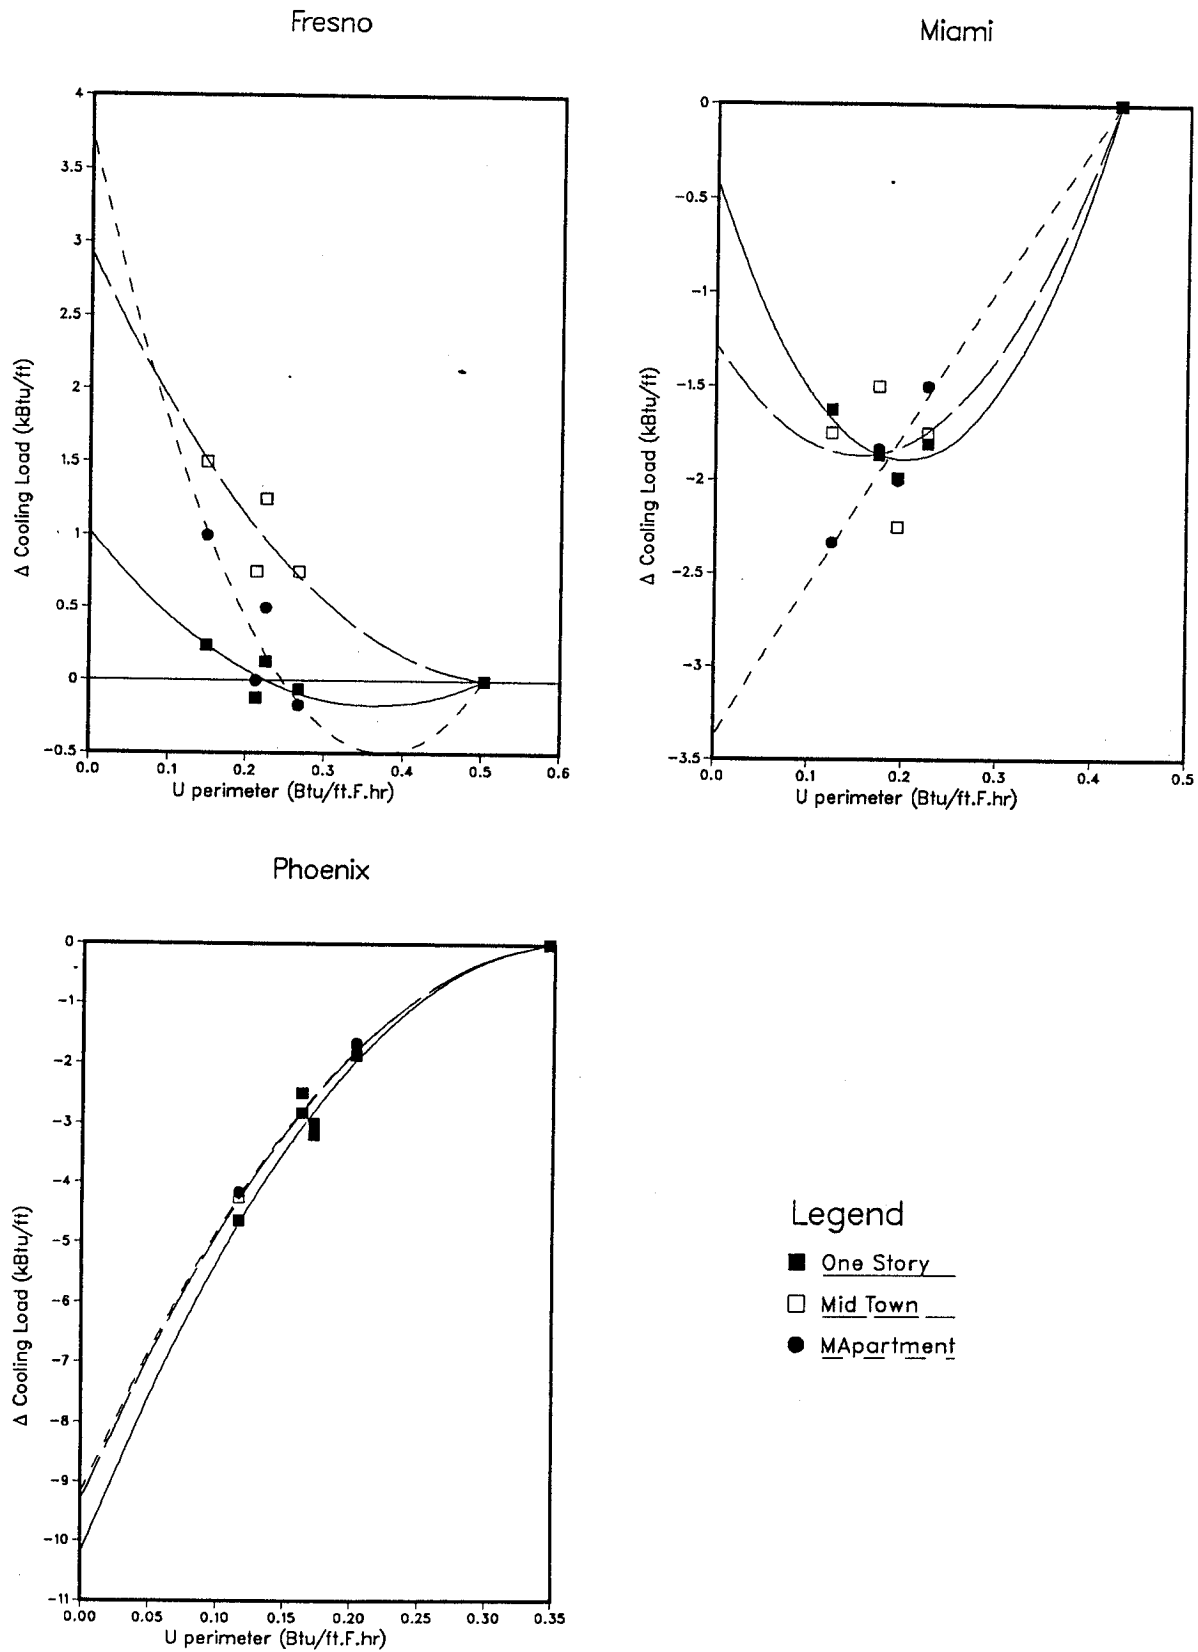 Fresno
4
3.5
3
2.5
2
1.5
1
0.5
0
-0.5
0.0 0.1 0.2 0.3 0.4 0.5 0.6
U perimeter (Btu/ft.F.hr)
Δ Cooling Load (kBtu/ft)
Miami
0
-0.5
-1
-1.5
-2
-2.5
-3
-3.5
0.0 0.1 0.2 0.3 0.4 0.5
U perimeter (Btu/ft.F.hr)
Δ Cooling Load (kBtu/ft)
Phoenix
0
-1
-2
-3
-4
-5
-6
-7
-8
-9
-10
-11
0.00 0.05 0.10 0.15 0.20 0.25 0.30 0.35
U perimeter (Btu/ft.F.hr)
Δ Cooling Load (kBtu/ft)
Legend
One Story
Mid Town
MApartment